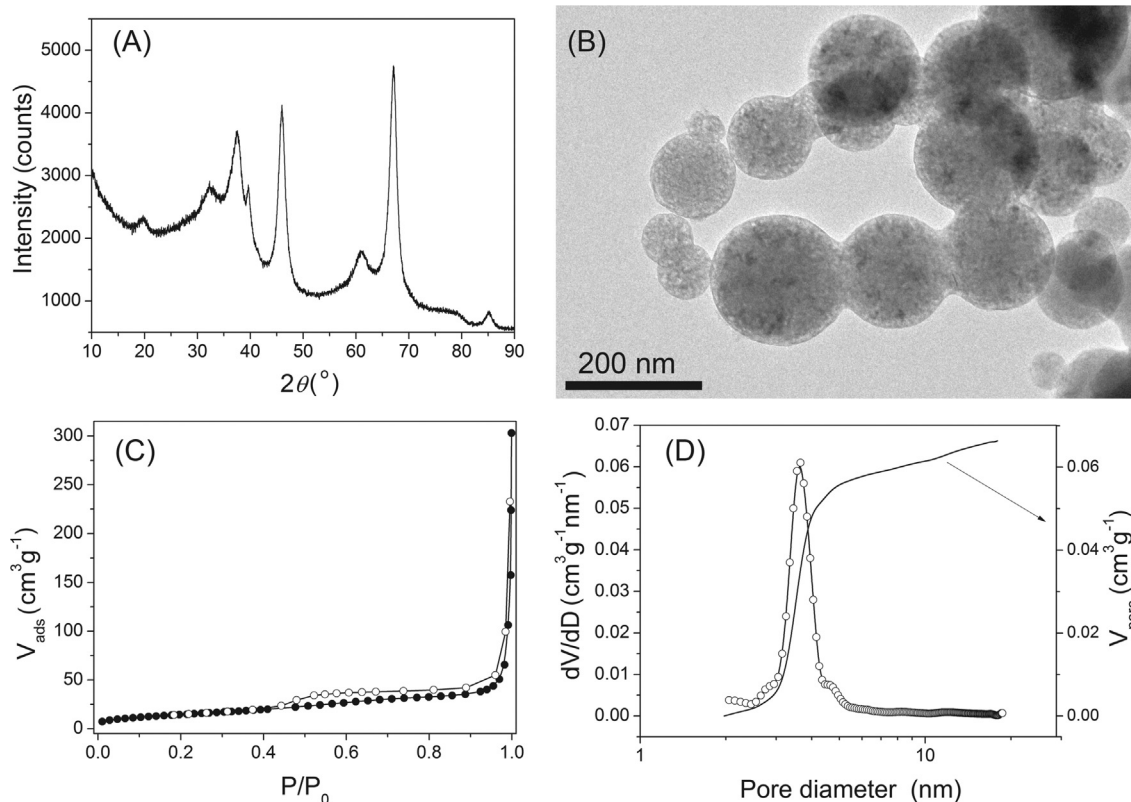 (A)
5000
4000
3000
2000
1000
Intensity (counts)
10 20 30 40 50 60 70 80 90
2θ(°)
(B)
200 nm
(C)
300
250
200
150
100
50
0
V_ads (cm³g⁻¹)
0.0 0.2 0.4 0.6 0.8 1.0
P/P₀
(D)
0.07
0.06
0.05
0.04
0.03
0.02
0.01
0.00
dV/dD (cm³g⁻¹nm⁻¹)
1 10
Pore diameter (nm)
0.06
0.04
0.02
0.00
V_pore (cm³g⁻¹)